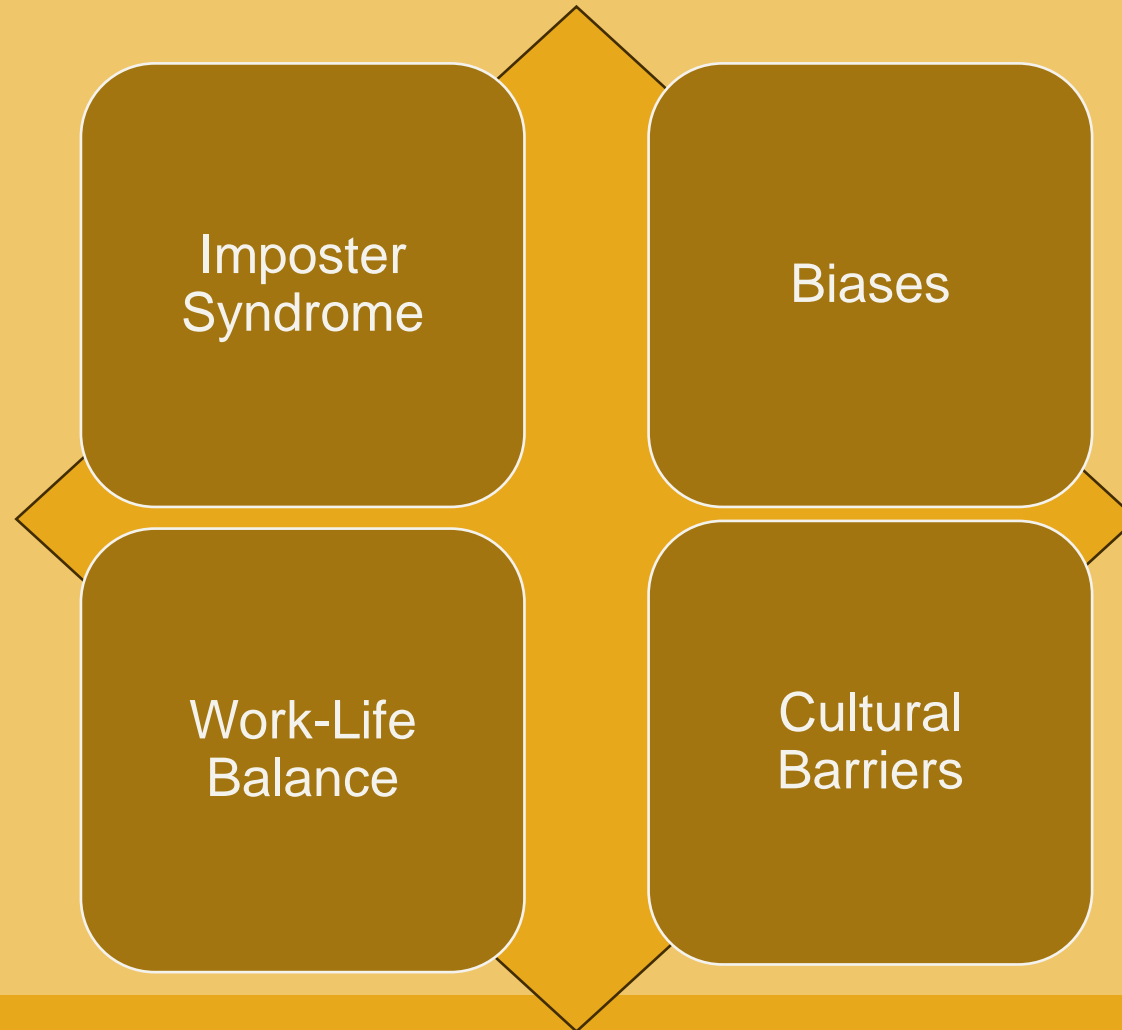 Imposter
Syndrome
Biases
Work-Life
Balance
Cultural
Barriers